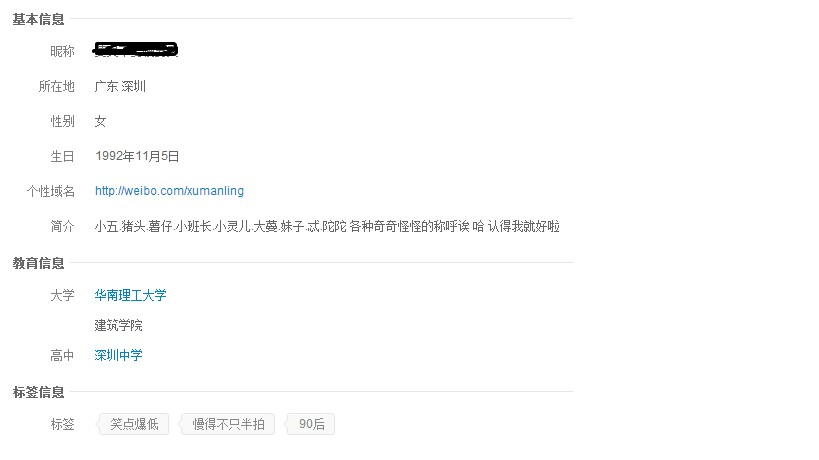 基本信息
昵称
所在地 广东 深圳
性别 女
生日 1992年11月5日
个性域名 http://weibo.com/xumanling
简介 小五.猪头.薯仔.小班长.小灵儿.大蔓.妹子.忒.陀陀 各种奇奇怪怪的称呼诶 哈 认得我就好啦
教育信息
大学 华南理工大学
建筑学院
高中 深圳中学
标签信息
标签 笑点爆低 慢得不只半拍 90后